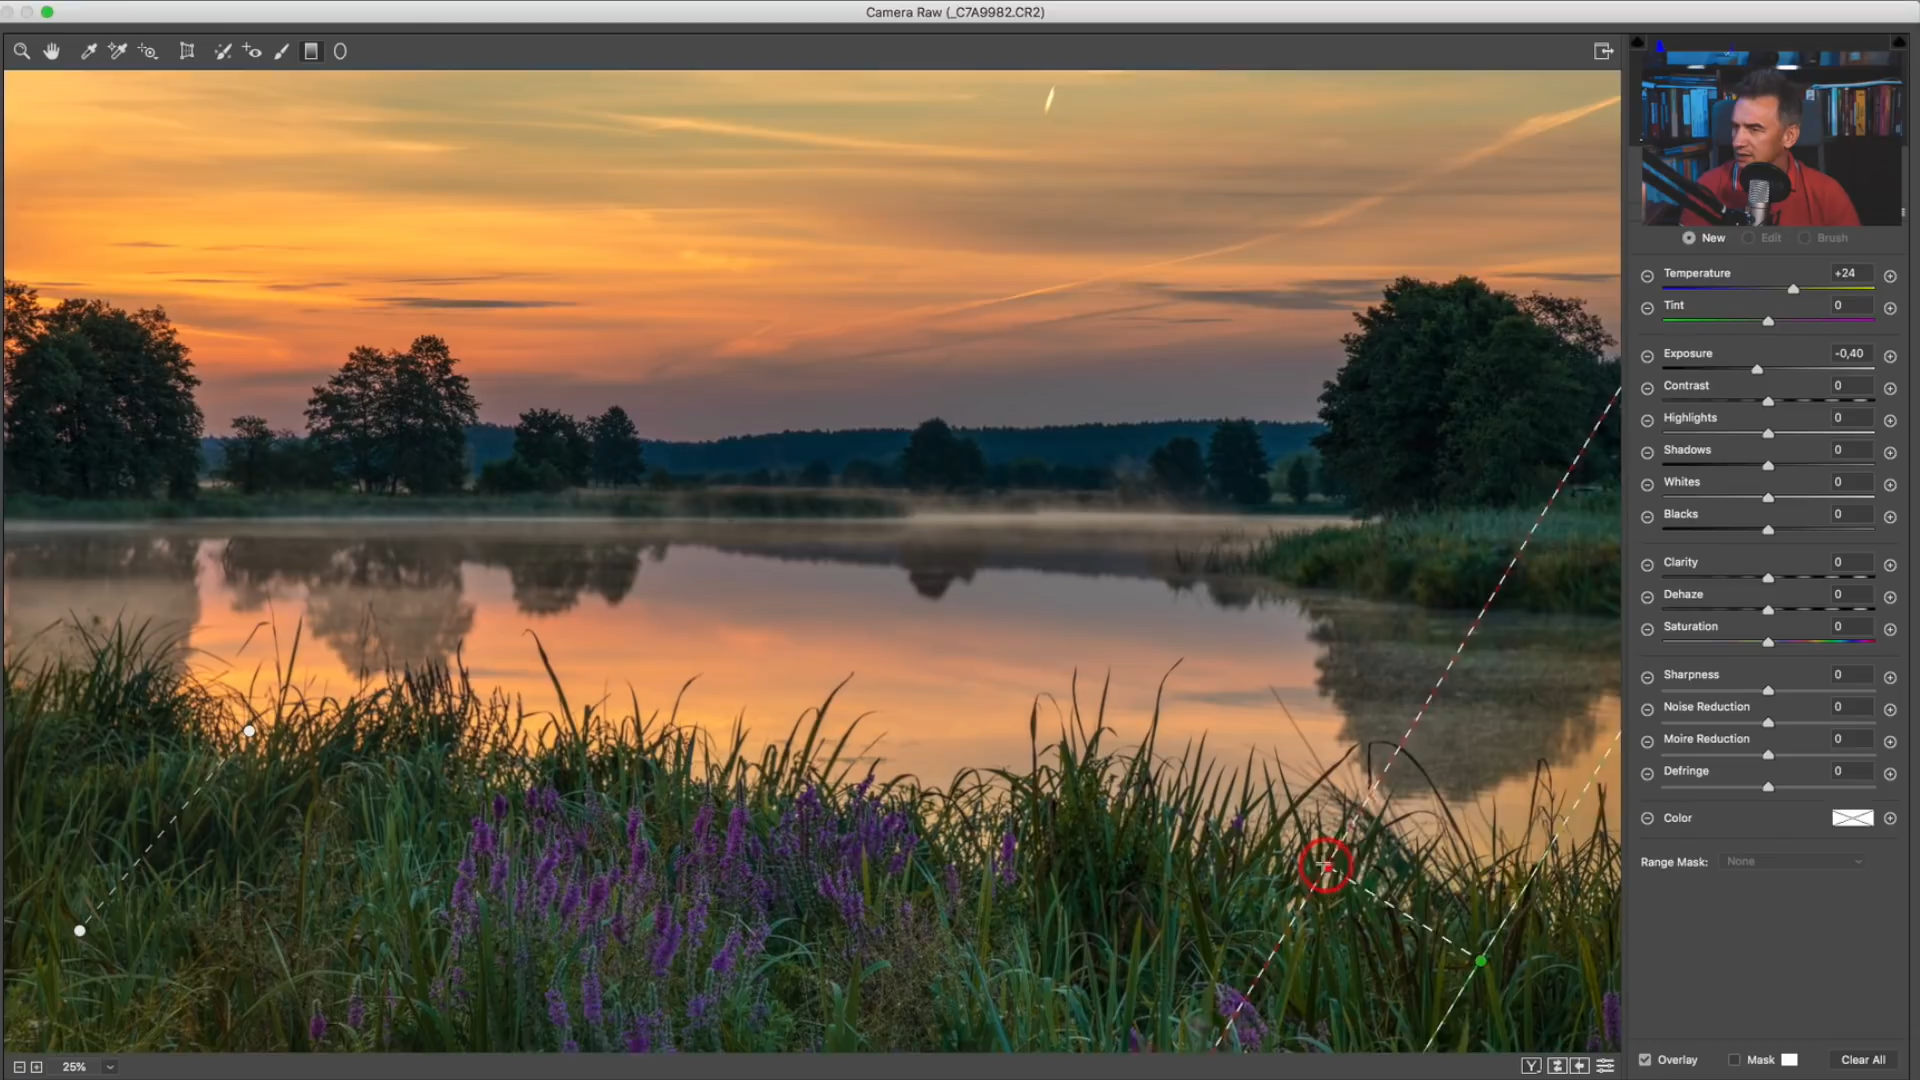 Camera Raw (_C7A9982.CR2)
New Edit Brush
Temperature +24
Tint 0
Exposure -0,40
Contrast 0
Highlights 0
Shadows 0
Whites 0
Blacks 0
Clarity 0
Dehaze 0
Saturation 0
Sharpness 0
Noise Reduction 0
Moire Reduction 0
Defringe 0
Color
Range Mask: None
25% Y Overlay Mask Clear All